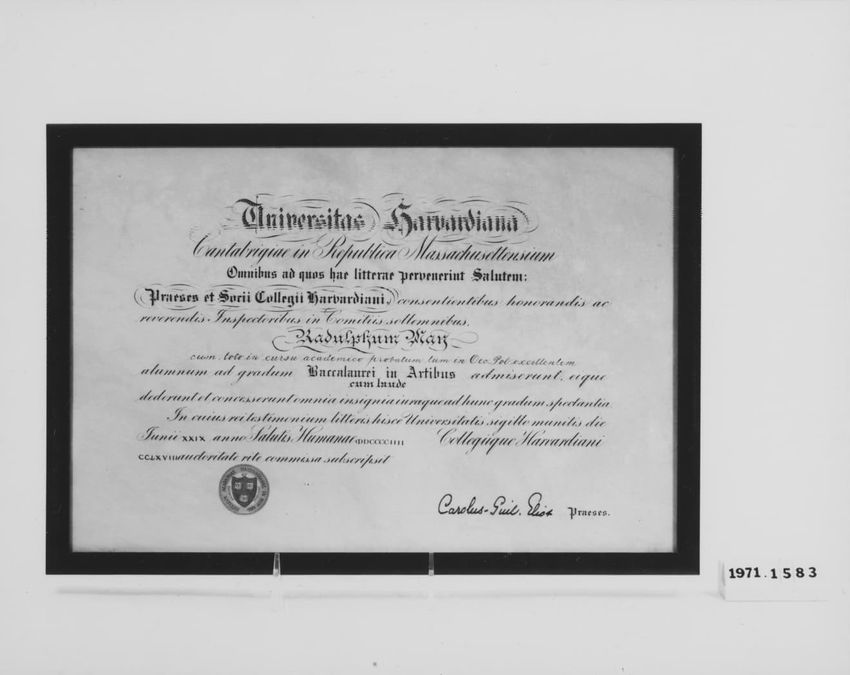 Universitas Harvardiana
Cantabrigiae in Republica Massachusettensium
Omnibus ad quos hae litterae pervenerint Salutem:
Praeses et Socii Collegii Harvardiani, consentientibus honorandis ac
reverendis Inspectoribus in Comitiis sollemnibus,
Radulphum May
cum toto in cursu academico probatum tum in Oec. Pol. excellentem
alumnum ad gradum Baccalaurei in Artibus admiserunt, eique
cum laude
dederunt et concesserunt omnia insignia iuraque ad hunc gradum spectantia.
In cuius rei testimonium litteris hisce Universitatis sigillo munitis die
Junii XXIX anno Salutis Humanae Collegiique Harvardiani
CCLXVIII auctoritate rite commissa subscripsit
Carolus-Guil. Eliot Praeses.
1971.1583